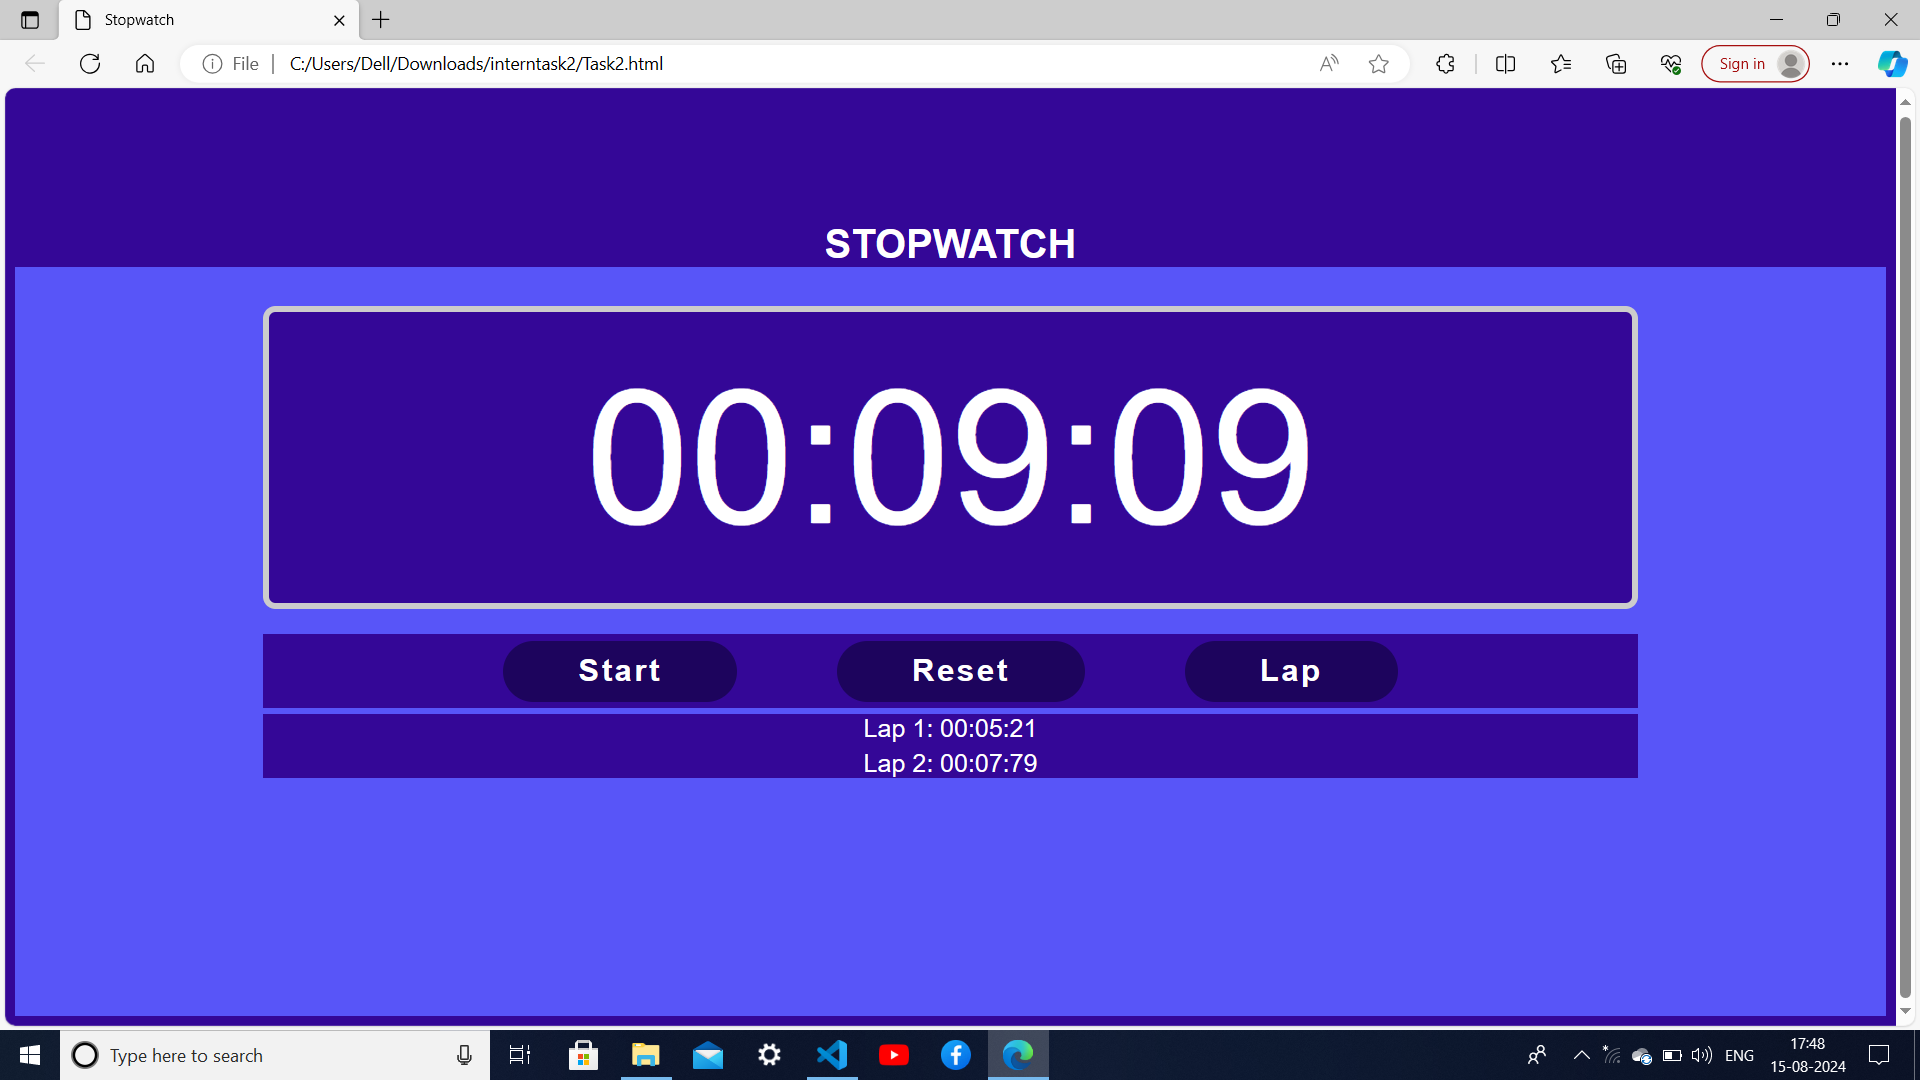 Stopwatch
File
C:/Users/Dell/Downloads/interntask2/Task2.html
Sign in
STOPWATCH
00:09:09
Start
Reset
Lap
Lap 1: 00:05:21
Lap 2: 00:07:79
Type here to search
ENG
17:48
15-08-2024